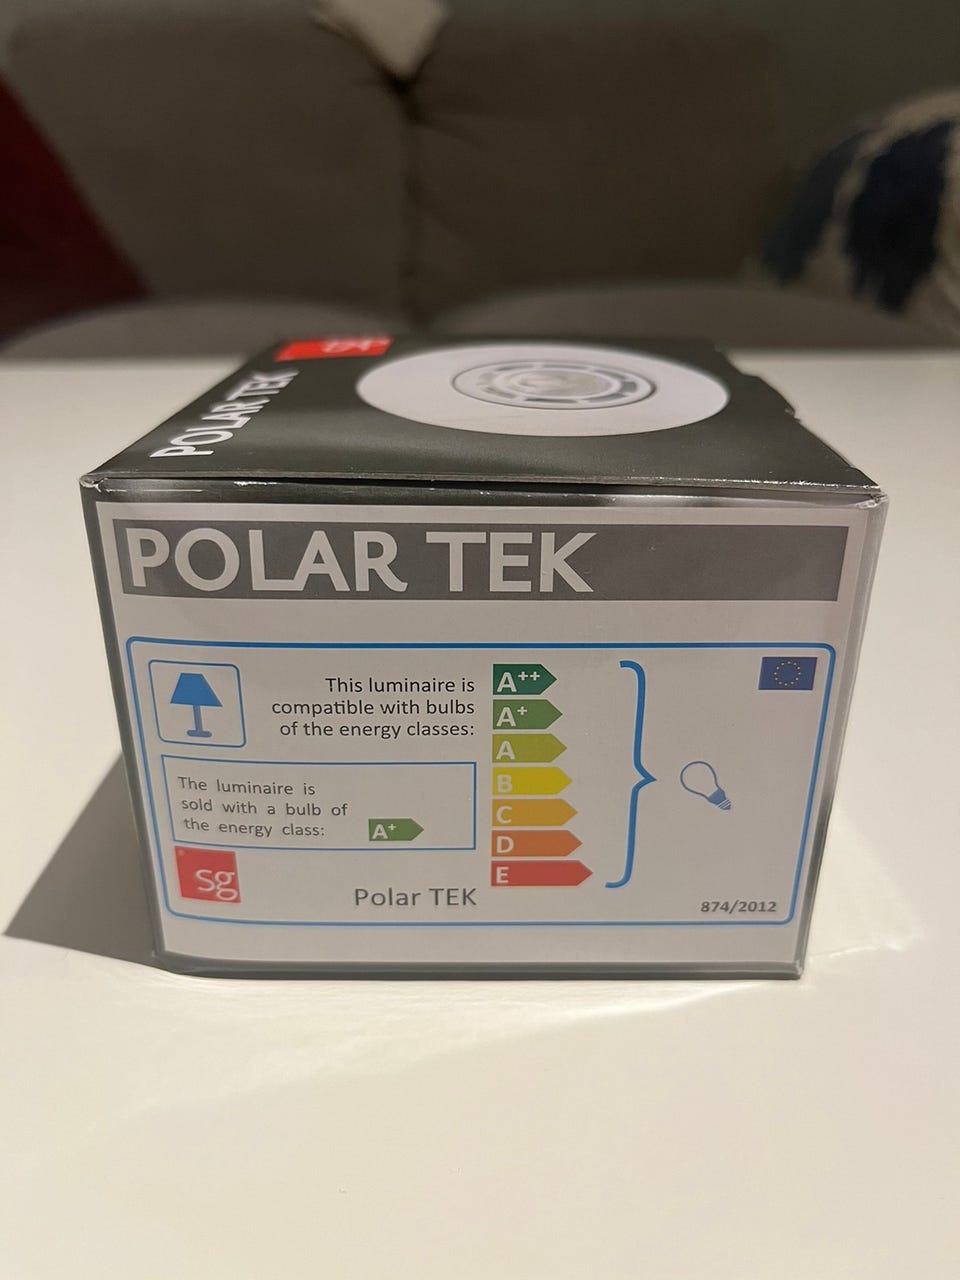 sg
POLAR TEK
POLAR TEK
This luminaire is
compatible with bulbs
of the energy classes:
A++
A+
A
B
C
D
E
The luminaire is
sold with a bulb of
the energy class:
A+
sg
Polar TEK
874/2012